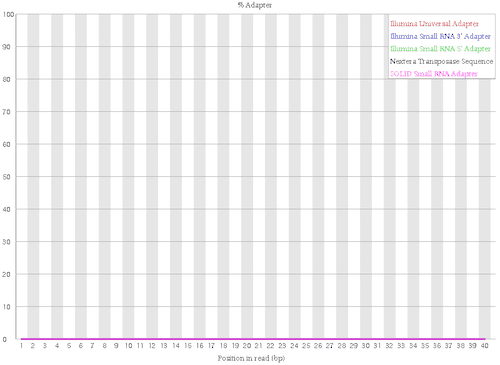 % Adapter
100
90
80
70
60
50
40
30
20
10
0
Illumina Universal Adapter
Illumina Small RNA 3' Adapter
Illumina Small RNA 5' Adapter
Nextera Transposase Sequence
SOLID Small RNA Adapter
1 2 3 4 5 6 7 8 9 10 11 12 13 14 15 16 17 18 19 20 21 22 23 24 25 26 27 28 29 30 31 32 33 34 35 36 37 38 39 40
Position in read (bp)